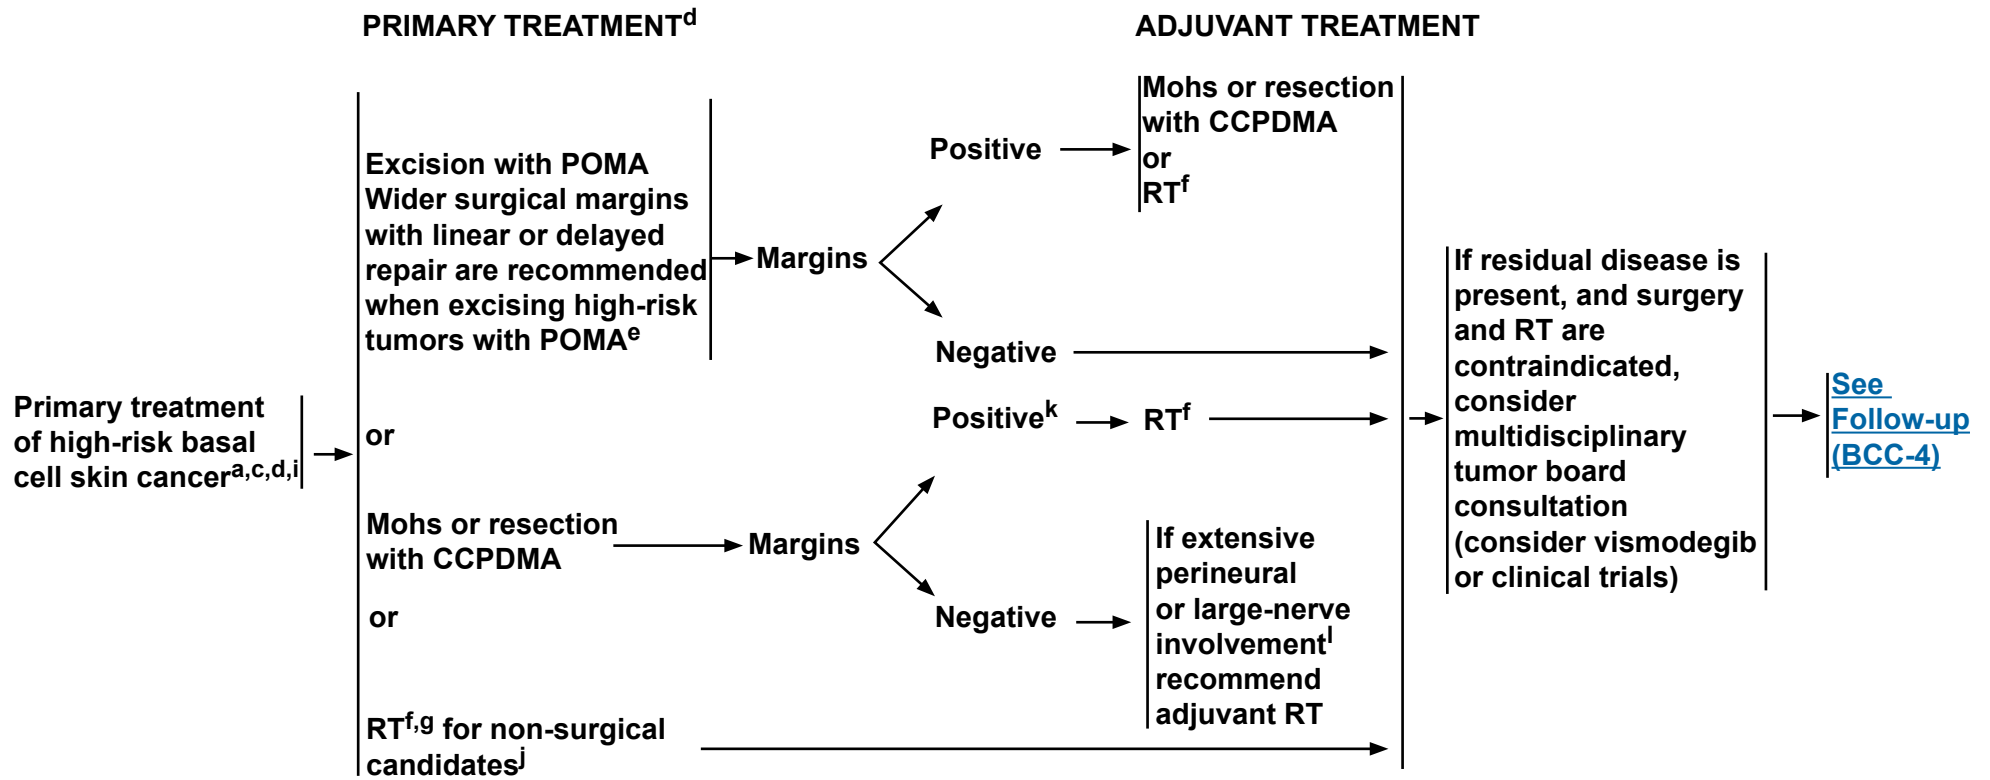 PRIMARY TREATMENTᵈ
ADJUVANT TREATMENT
Primary treatment
of high-risk basal
cell skin cancerᵃ,ᶜ,ᵈ,ⁱ
Excision with POMA
Wider surgical margins
with linear or delayed
repair are recommended
when excising high-risk
tumors with POMAᵉ
or
Mohs or resection
with CCPDMA
or
RTᶠ,ᵍ for non-surgical
candidatesʲ
Margins
Positive
Negative
Mohs or resection
with CCPDMA
or
RTᶠ
Margins
Positiveᵏ
RTᶠ
Negative
If extensive
perineural
or large-nerve
involvementˡ
recommend
adjuvant RT
If residual disease is
present, and surgery
and RT are
contraindicated,
consider
multidisciplinary
tumor board
consultation
(consider vismodegib
or clinical trials)
See
Follow-up
(BCC-4)